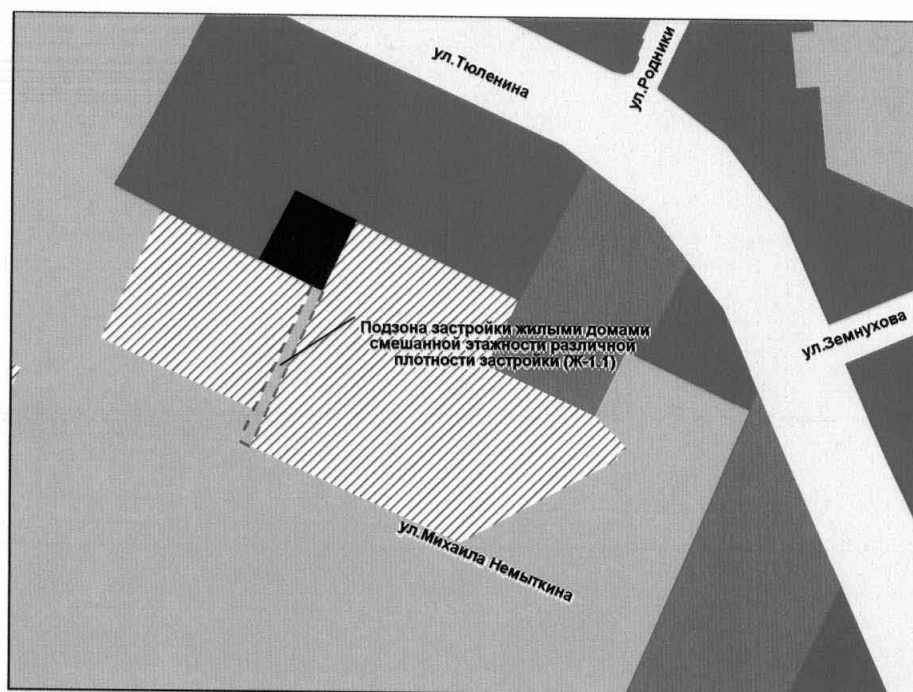 ул.Тюленина
ул.Родники
ул.Земнухова
Подзона застройки жилыми домами
смешанной этажности различной
плотности застройки (Ж-1.1)
ул.Михаила Немыткина